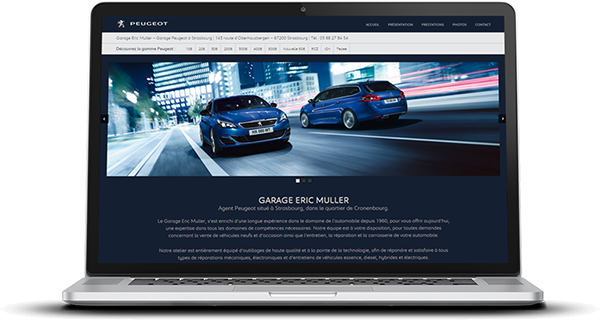 PEUGEOT
ACCUEIL PRÉSENTATION PRESTATIONS PHOTOS CONTACT
Garage Eric Muller – Garage Peugeot à Strasbourg | 165 route d'Oberhausbergen – 67200 Strasbourg | Tél. : 03 88 27 84 54
Découvrez la gamme Peugeot 108 208 308 3008 4008 5008 Nouvelle 508 RCZ iOn
GARAGE ERIC MULLER
Agent Peugeot situé à Strasbourg, dans le quartier de Cronenbourg.
Le Garage Eric Muller, s'est enrichi d'une longue expérience dans le domaine de l'automobile depuis 1960, pour vous offrir aujourd'hui,
une expertise dans tous les domaines de compétences nécessaires. Notre équipe est à votre disposition, pour toutes demandes
concernant la vente de véhicules neufs et d'occasion ainsi que l'entretien, la réparation et la carrosserie de votre automobile.
Notre atelier est entièrement équipé d'outillages de haute qualité et à la pointe de la technologie, afin de répondre et satisfaire à tous
types de réparations mécaniques, électroniques et d'entretiens de véhicules essence, diesel, hybrides et électriques.